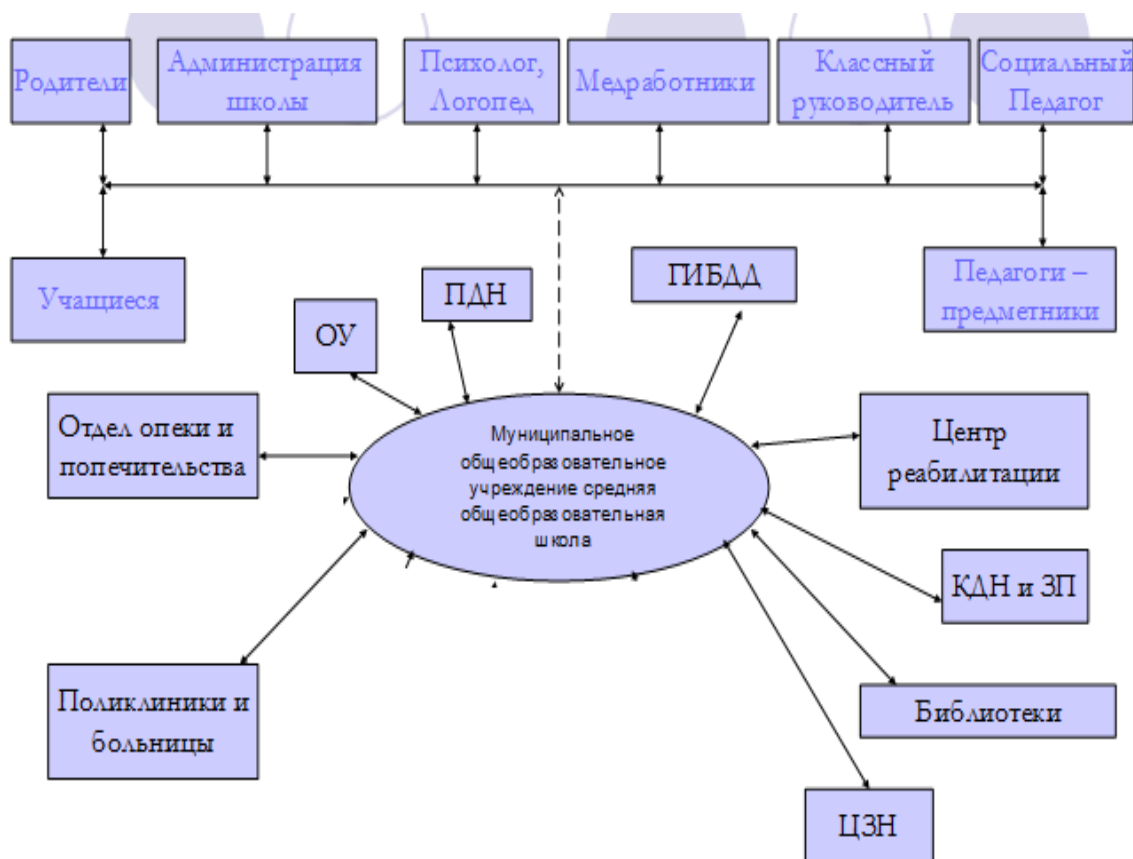 Родители
Администрация
школы
Психолог,
Логопед
Медработники
Классный
руководитель
Социальный
Педагог
Учащиеся
ПДН
ГИБДД
Педагоги –
предметники
ОУ
Отдел опеки и
попечительства
Муниципальное
общеобразовательное
учреждение средняя
общеобразовательная
школа
Центр
реабилитации
КДН и ЗП
Поликлиники и
больницы
Библиотеки
ЦЗН